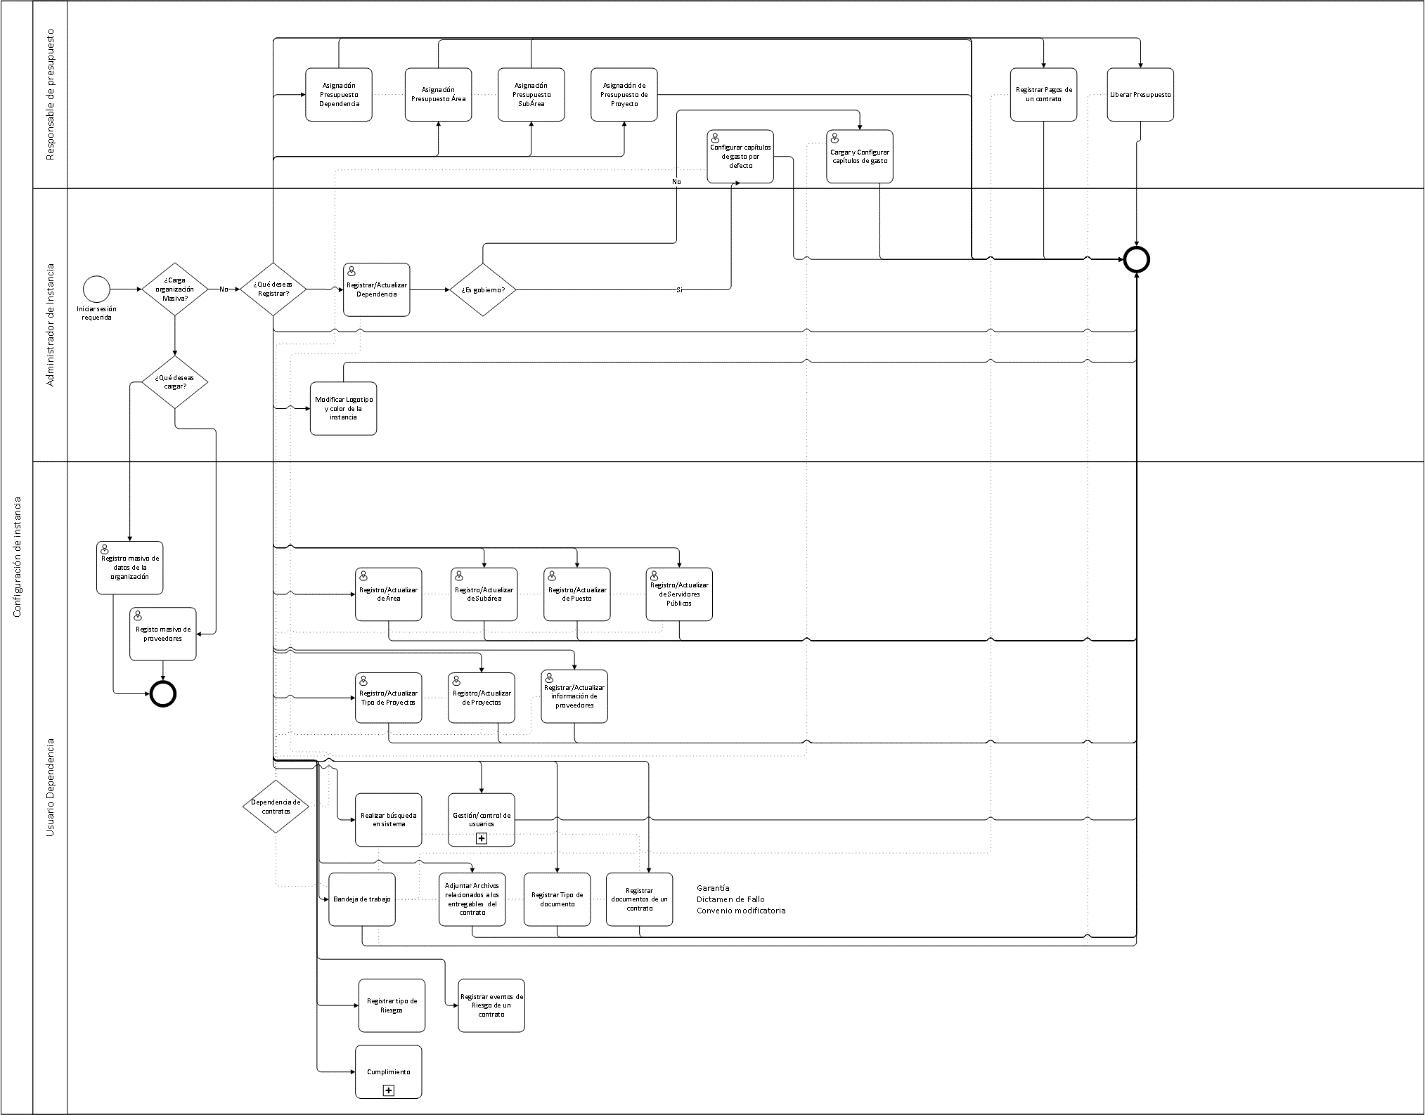 Configuración de instancia
Responsable de presupuesto
Asignación
Presupuesto
Dependencia
Asignación
Presupuesto Área
Asignación
Presupuesto
SubÁrea
Asignación de
Presupuesto de
Proyecto
Registrar Pagos de
un contrato
Liberar Presupuesto
Configurar capítulos
de gasto por
defecto
Cargar y Configurar
capítulos de gasto
No
Administrador de Instancia
Iniciar sesión
requerida
¿Carga
organización
Masiva?
No
¿Qué deseas
Registrar?
Registrar/Actualizar
Dependencia
¿Es gobierno?
Si
¿Qué deseas
cargar?
Modificar Logotipo
y color de la
instancia
Usuario Dependencia
Registro masivo de
datos de la
organización
Registo masivo de
proveedores
Registro/Actualizar
de Área
Registro/Actualizar
de Subárea
Registro/Actualizar
de Puesto
Registro/Actualizar
de Servidores
Públicos
Registro/Actualizar
Tipo de Proyectos
Registro/Actualizar
de Proyectos
Registrar/Actualizar
información de
proveedores
Dependencia de
contratos
Realizar búsqueda
en sistema
Gestión/control de
usuarios
Bandeja de trabajo
Adjuntar Archivos
relacionados a los
entregables del
contrato
Registrar Tipo de
documento
Registrar
documentos de un
contrato
Garantía
Dictamen de Fallo
Convenio modificatoria
Registrar tipo de
Riesgos
Registrar eventos de
Riesgo de un
contrato
Cumplimiento